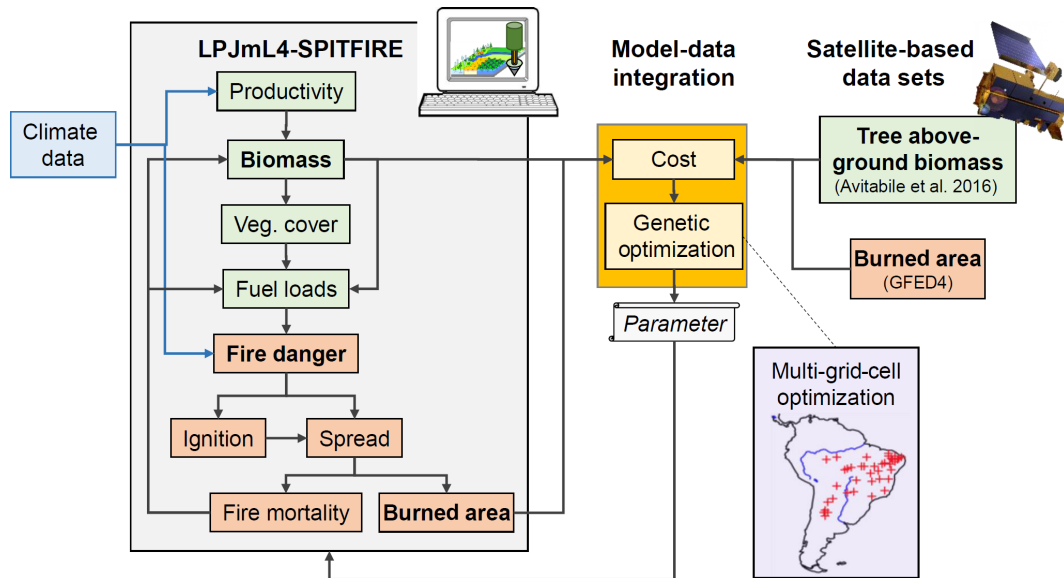 LPJmL4-SPITFIRE
Model-data
integration
Satellite-based
data sets
Climate
data
Productivity
Biomass
Veg. cover
Fuel loads
Fire danger
Ignition
Spread
Fire mortality
Burned area
Cost
Genetic
optimization
Parameter
Tree above-
ground biomass
(Avitabile et al. 2016)
Burned area
(GFED4)
Multi-grid-cell
optimization